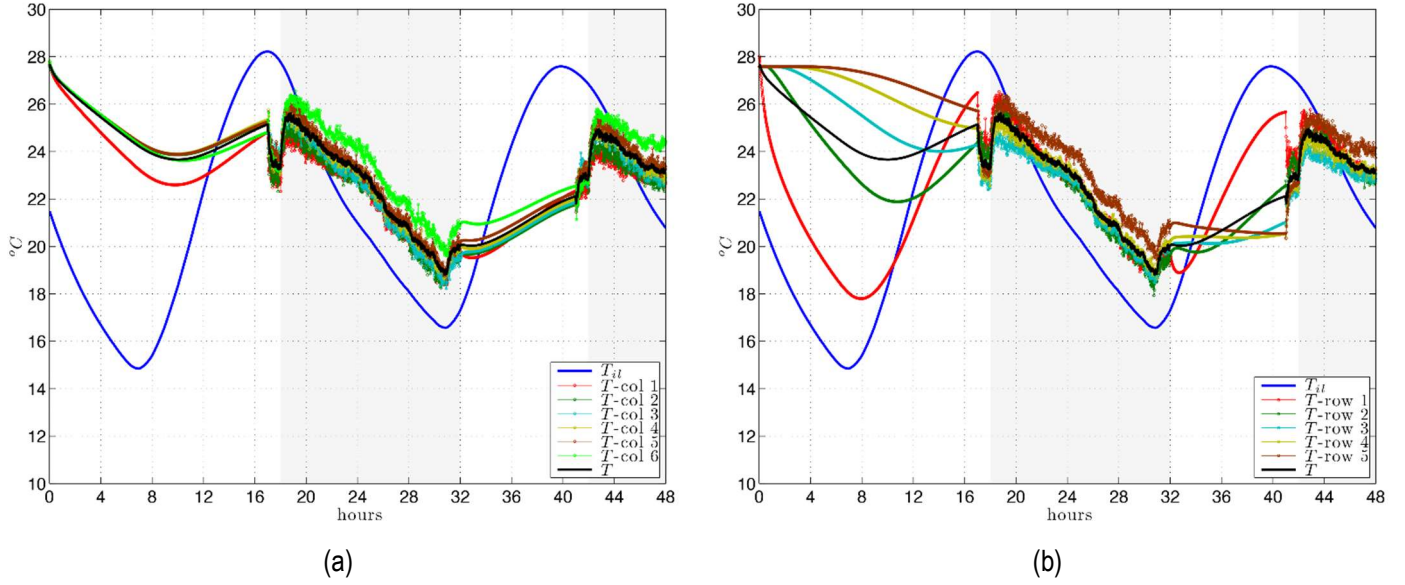 30
28
26
24
22
20
18
16
14
12
10
°C
0 4 8 12 16 20 24 28 32 36 40 44 48
hours
T_il
T-col 1
T-col 2
T-col 3
T-col 4
T-col 5
T-col 6
T
(a)
30
28
26
24
22
20
18
16
14
12
10
°C
0 4 8 12 16 20 24 28 32 36 40 44 48
hours
T_il
T-row 1
T-row 2
T-row 3
T-row 4
T-row 5
T
(b)